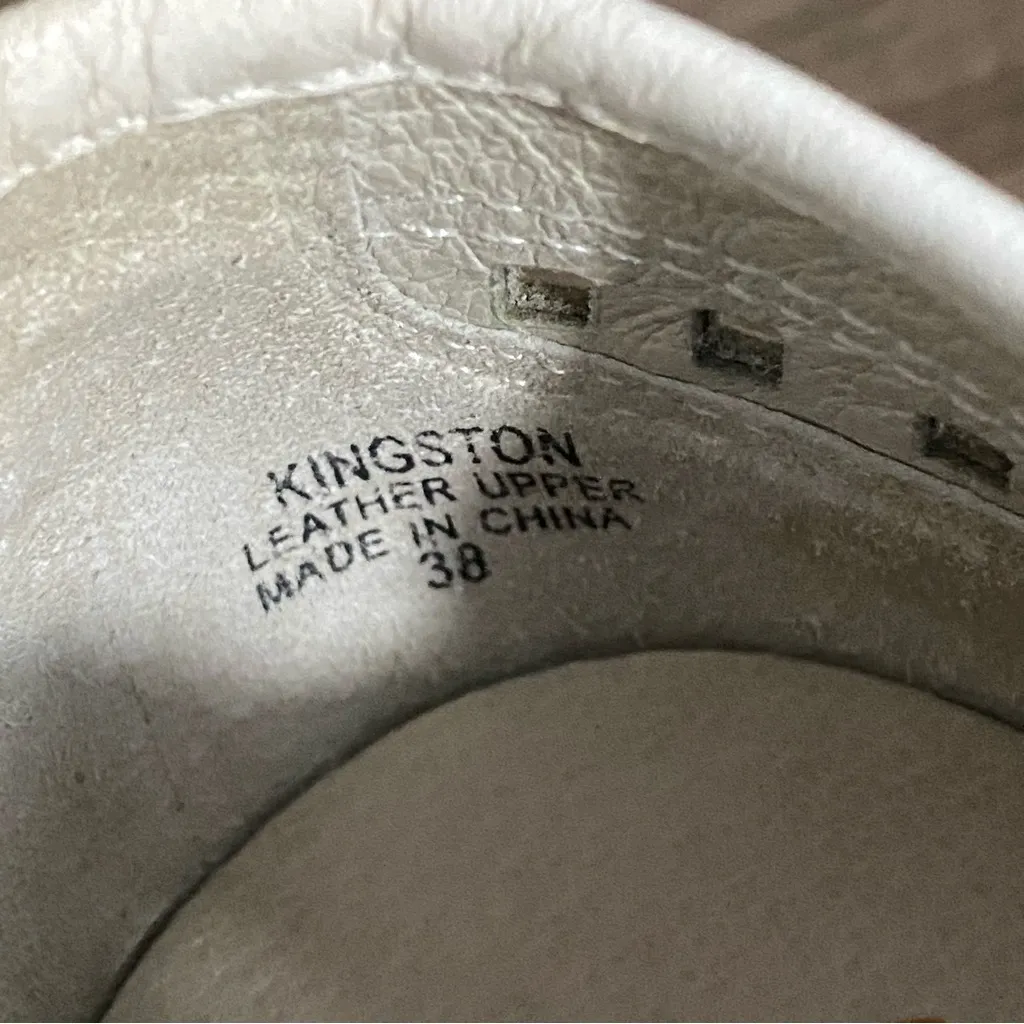 KINGSTON
LEATHER UPPER
MADE IN CHINA
38